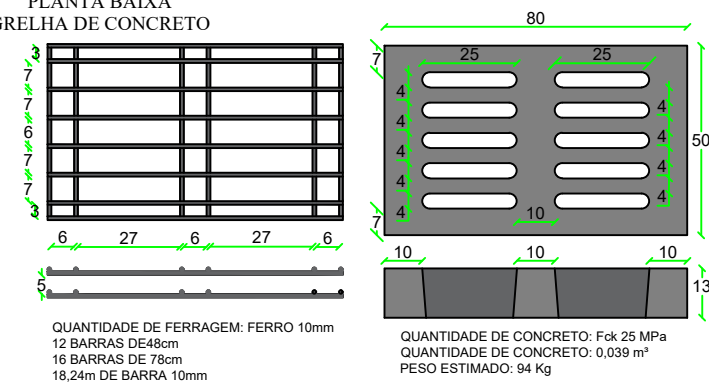 PLANTA BAIXA
GRELHA DE CONCRETO
3
7
7
6
7
7
3
6 27 6 27 6
5
QUANTIDADE DE FERRAGEM: FERRO 10mm
12 BARRAS DE48cm
16 BARRAS DE 78cm
18,24m DE BARRA 10mm
80
7
25 25
4
4
4
4
4
4
4
4
4
50
4
7
10
10 10 10
13
QUANTIDADE DE CONCRETO: Fck 25 MPa
QUANTIDADE DE CONCRETO: 0,039 m³
PESO ESTIMADO: 94 Kg